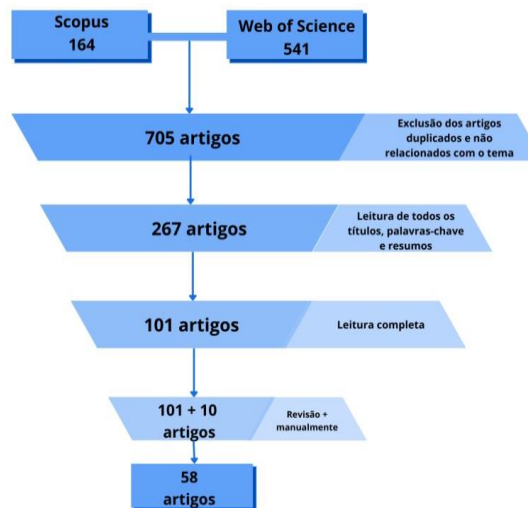 Scopus
164
Web of Science
541
705 artigos
Exclusão dos artigos
duplicados e não
relacionados com o tema
267 artigos
Leitura de todos os
títulos, palavras-chave
e resumos
101 artigos
Leitura completa
101 + 10
artigos
Revisão +
manualmente
58
artigos